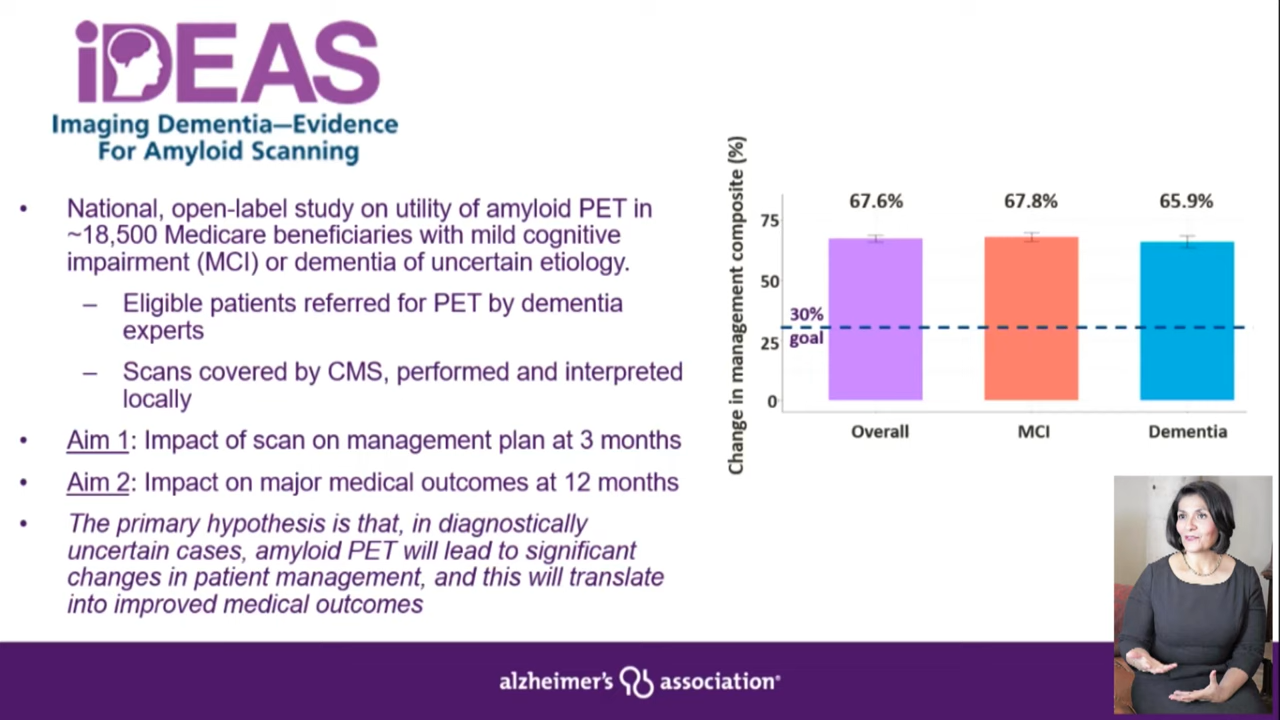 iDEAS
Imaging Dementia—Evidence
For Amyloid Scanning
• National, open-label study on utility of amyloid PET in
~18,500 Medicare beneficiaries with mild cognitive
impairment (MCI) or dementia of uncertain etiology.
– Eligible patients referred for PET by dementia
experts
– Scans covered by CMS, performed and interpreted
locally
• Aim 1: Impact of scan on management plan at 3 months
• Aim 2: Impact on major medical outcomes at 12 months
• The primary hypothesis is that, in diagnostically
uncertain cases, amyloid PET will lead to significant
changes in patient management, and this will translate
into improved medical outcomes
Change in management composite (%)
67.6% 67.8% 65.9%
75
50
30%
goal
25
0
Overall MCI Dementia
alzheimer's association®